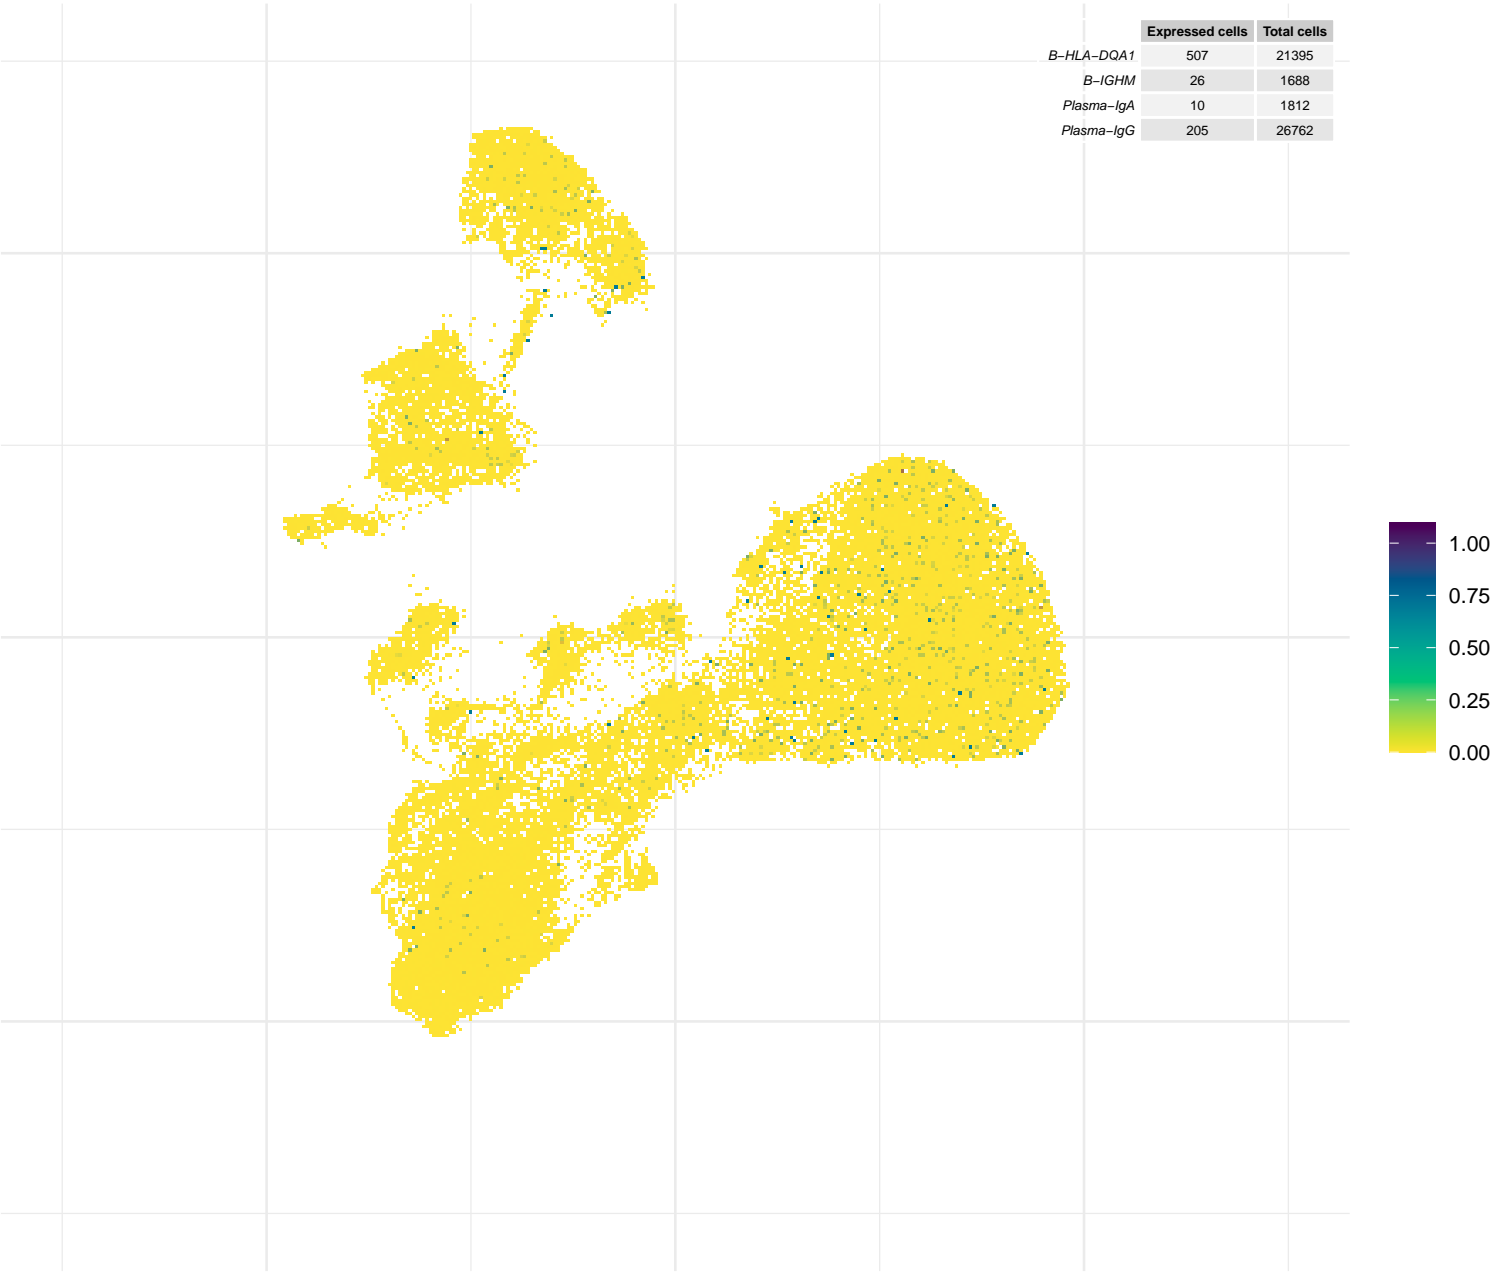 Expressed cells Total cells
B−HLA−DQA1 507 21395
B−IGHM 26 1688
Plasma−IgA 10 1812
Plasma−IgG 205 26762
1.00
0.75
0.50
0.25
0.00